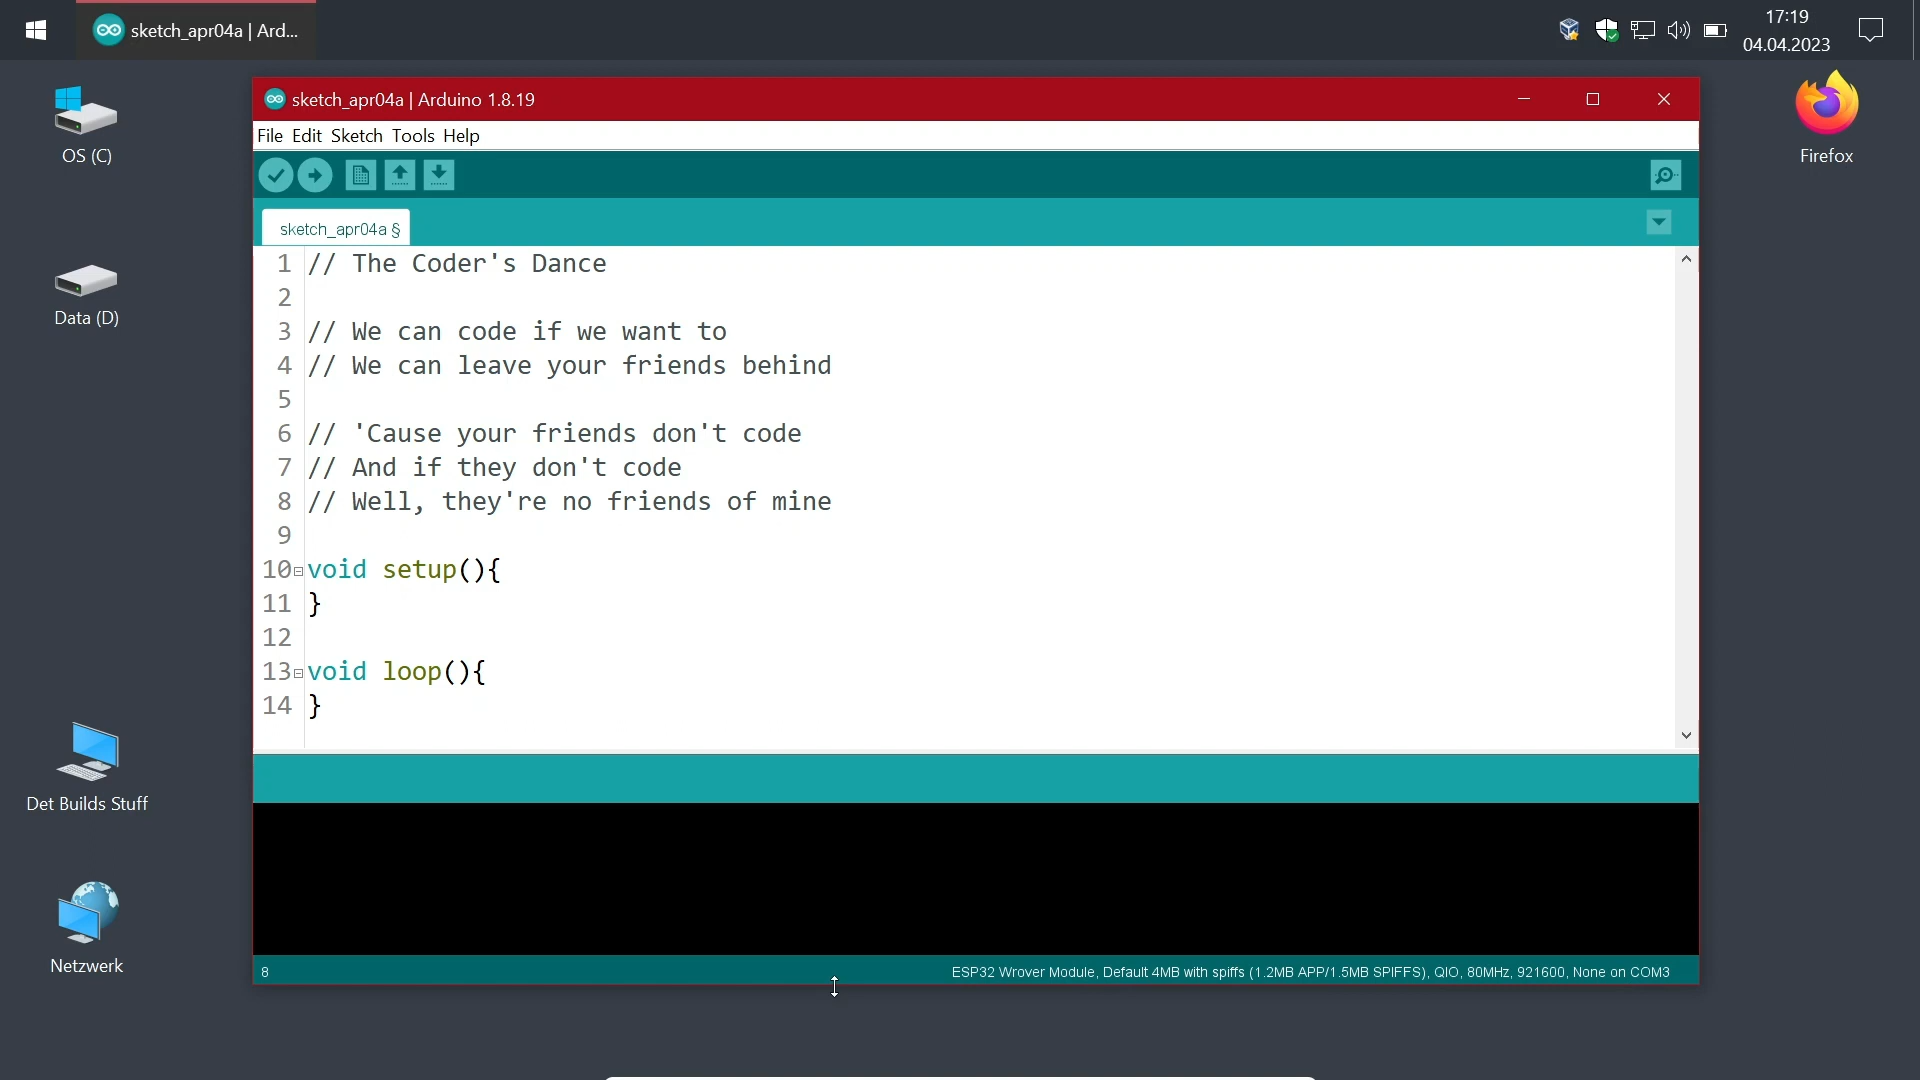 sketch_apr04a | Ard...
17:19
04.04.2023
OS (C)
Data (D)
Det Builds Stuff
Netzwerk
Firefox
sketch_apr04a | Arduino 1.8.19
File Edit Sketch Tools Help
sketch_apr04a §
1 // The Coder's Dance
2
3 // We can code if we want to
4 // We can leave your friends behind
5
6 // 'Cause your friends don't code
7 // And if they don't code
8 // Well, they're no friends of mine
9
10 void setup(){
11 }
12
13 void loop(){
14 }
8
ESP32 Wrover Module, Default 4MB with spiffs (1.2MB APP/1.5MB SPIFFS), QIO, 80MHz, 921600, None on COM3